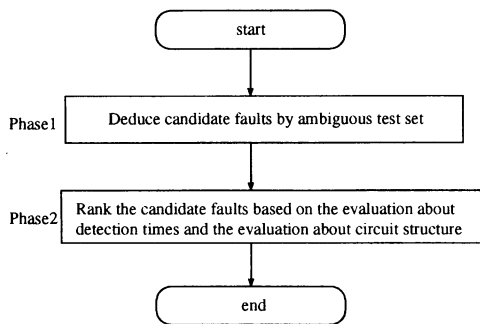 start
Phase1
Deduce candidate faults by ambiguous test set
Phase2
Rank the candidate faults based on the evaluation about
detection times and the evaluation about circuit structure
end